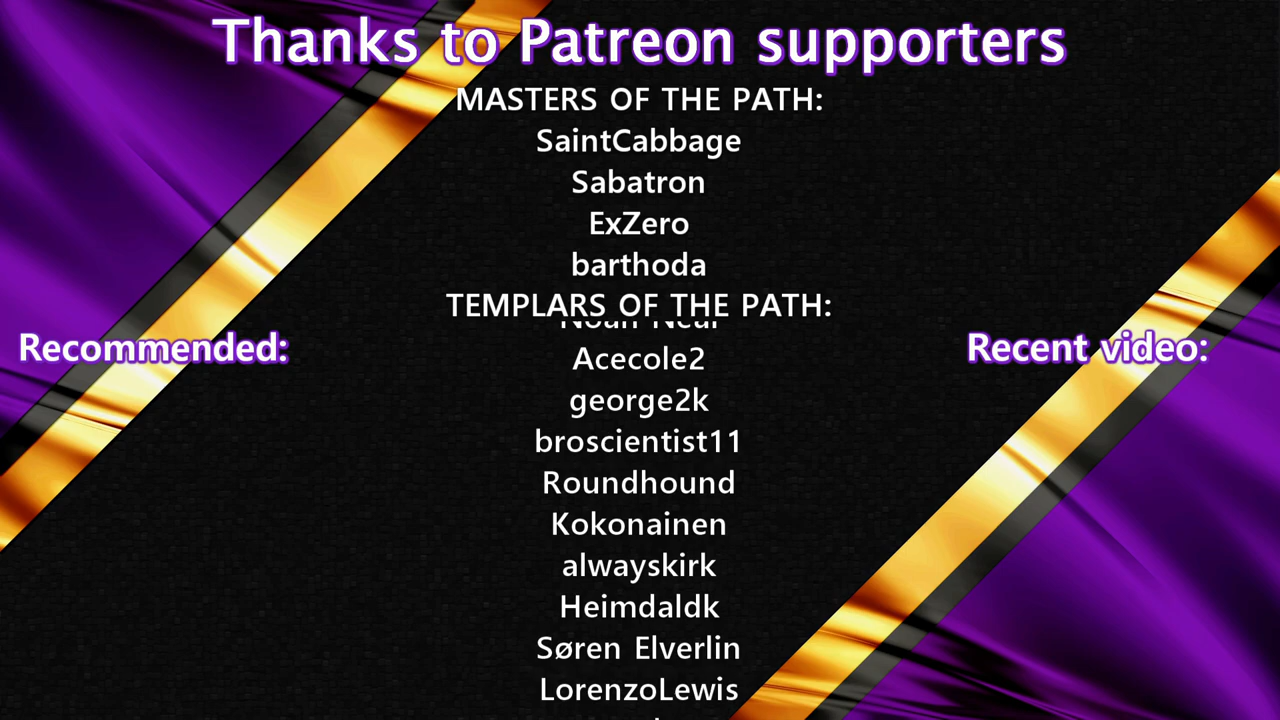 Thanks to Patreon supporters
MASTERS OF THE PATH:
SaintCabbage
Sabatron
ExZero
barthoda
TEMPLARS OF THE PATH:
Acecole2
george2k
broscientist11
Roundhound
Kokonainen
alwayskirk
Heimdaldk
Søren Elverlin
LorenzoLewis
Recommended:
Recent video: